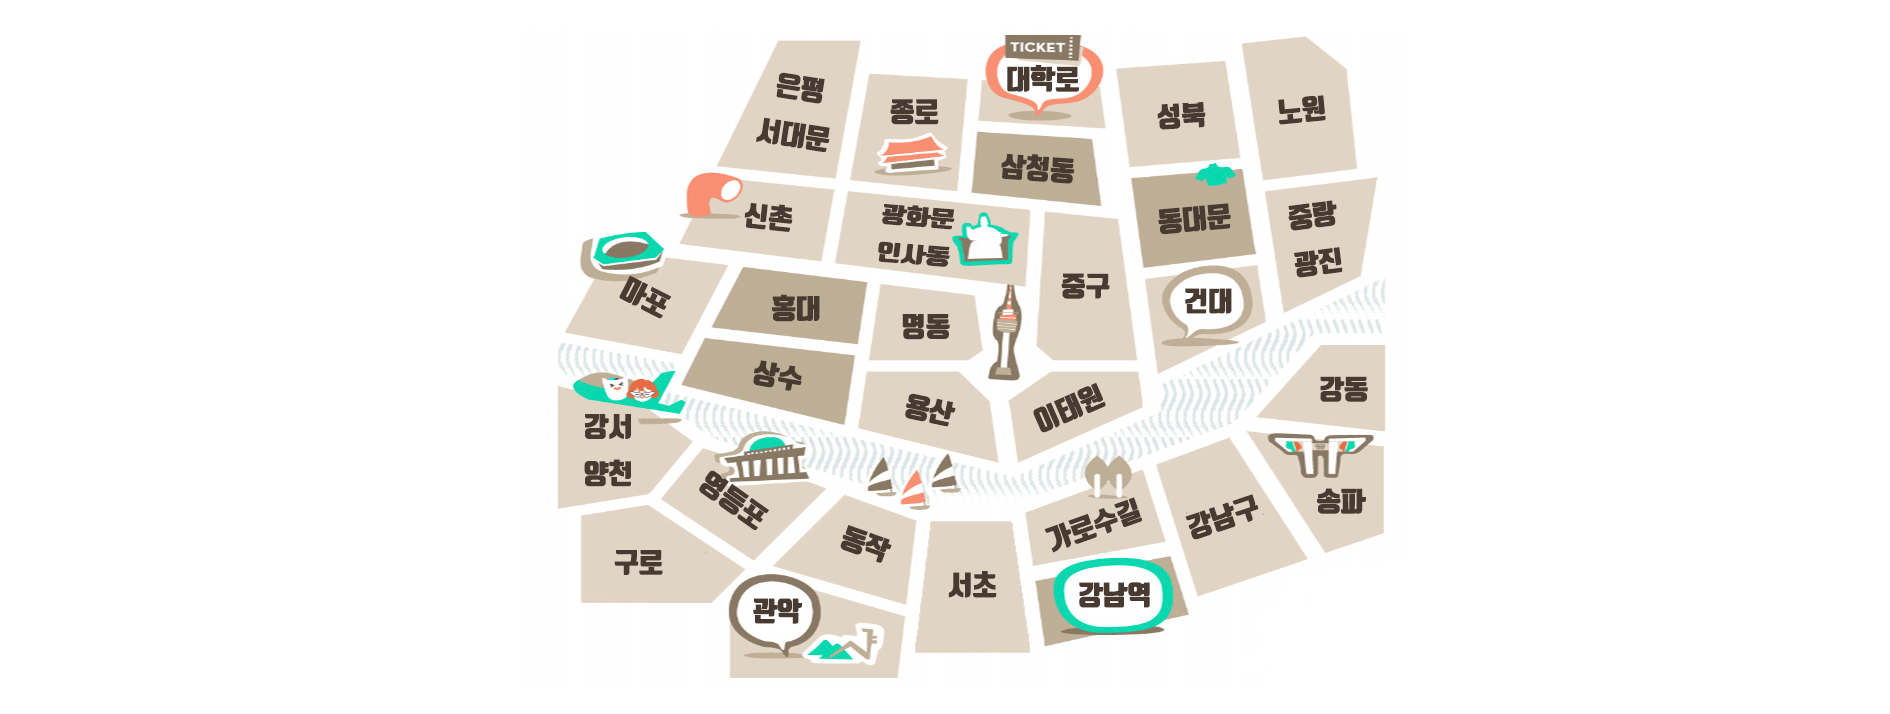 TICKET
대학로
은평
서대문
종로
삼청동
성북
노원
신촌
광화문
인사동
동대문
중랑
광진
마포
홍대
명동
중구
건대
상수
용산
이태원
강동
강서
양천
영등포
가로수길
강남구
송파
구로
동작
서초
강남역
관악